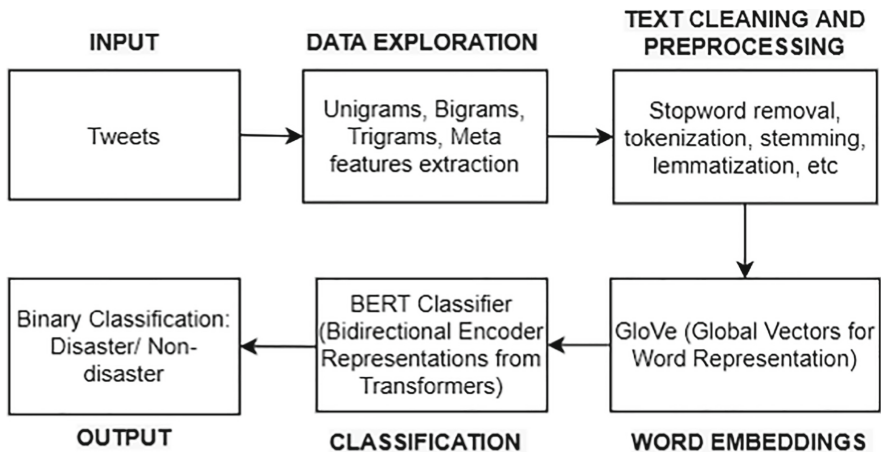 INPUT
Tweets
DATA EXPLORATION
Unigrams, Bigrams,
Trigrams, Meta
features extraction
TEXT CLEANING AND
PREPROCESSING
Stopword removal,
tokenization, stemming,
lemmatization, etc
GloVe (Global Vectors for
Word Representation)
WORD EMBEDDINGS
BERT Classifier
(Bidirectional Encoder
Representations from
Transformers)
CLASSIFICATION
Binary Classification:
Disaster/ Non-
disaster
OUTPUT